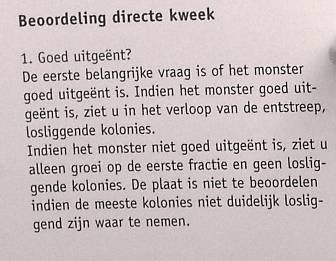 Beoordeling directe kweek
1. Goed uitgeënt?
De eerste belangrijke vraag is of het monster
goed uitgeënt is. Indien het monster goed uit-
geënt is, ziet u in het verloop van de entstreep,
losliggende kolonies.
Indien het monster niet goed uitgeënt is, ziet u
alleen groei op de eerste fractie en geen loslig-
gende kolonies. De plaat is niet te beoordelen
indien de meeste kolonies niet duidelijk loslig-
gend zijn waar te nemen.